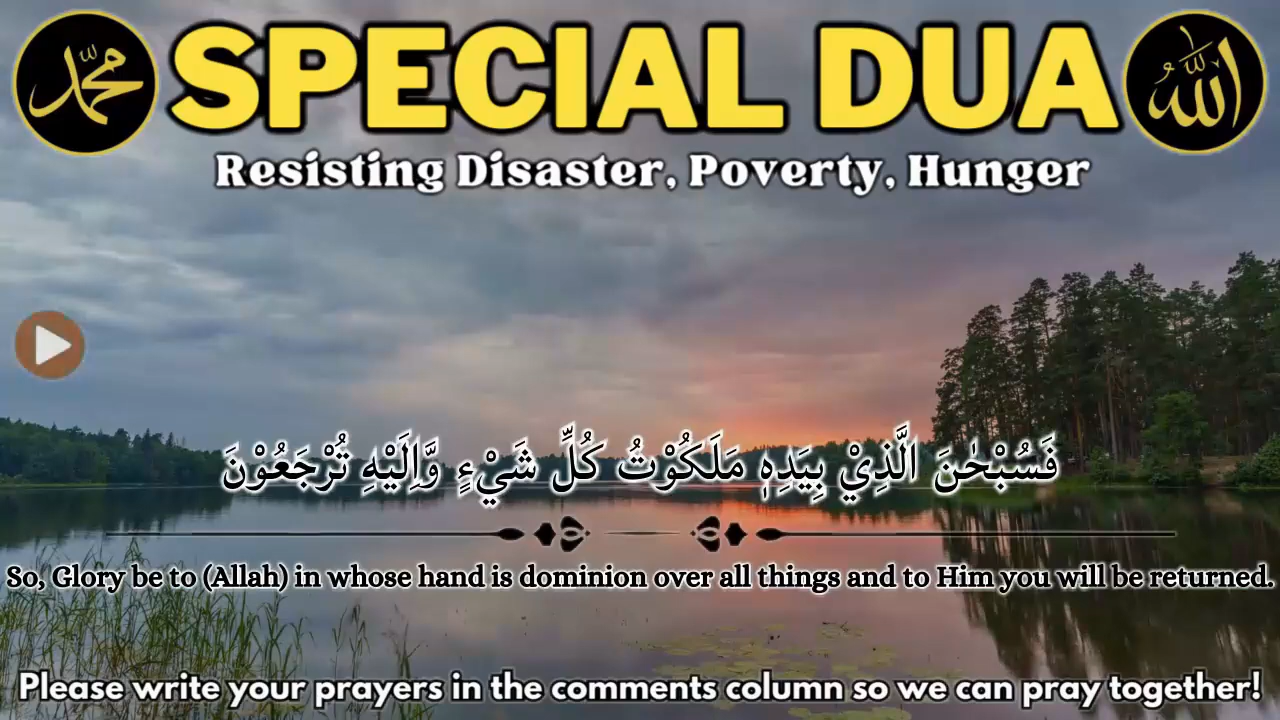 محمد
SPECIAL DUA
الله
Resisting Disaster, Poverty, Hunger
فَسُبْحٰنَ الَّذِيْ بِيَدِهٖ مَلَكُوْتُ كُلِّ شَيْءٍ وَّاِلَيْهِ تُرْجَعُوْنَ
So, Glory be to (Allah) in whose hand is dominion over all things and to Him you will be returned.
Please write your prayers in the comments column so we can pray together!